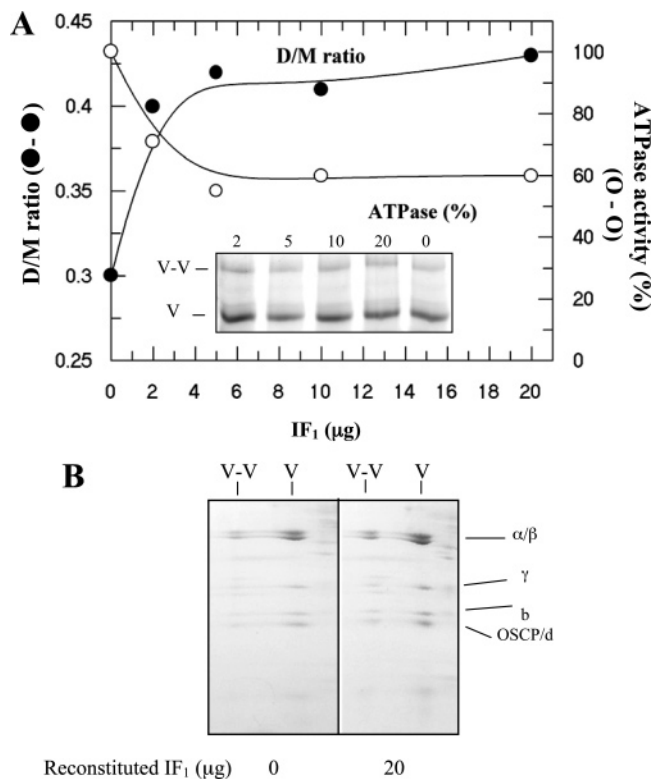 A
0.45
0.4
0.35
0.3
0.25
D/M ratio (● - ●)
D/M ratio
100
80
60
40
20
0
ATPase activity (%)
(O - O)
ATPase (%)
2 5 10 20 0
V-V
V
0 2 4 6 8 10 12 14 16 18 20
IF₁ (µg)
B
V-V V V-V V
α/β
γ
b
OSCP/d
Reconstituted IF₁ (µg) 0 20